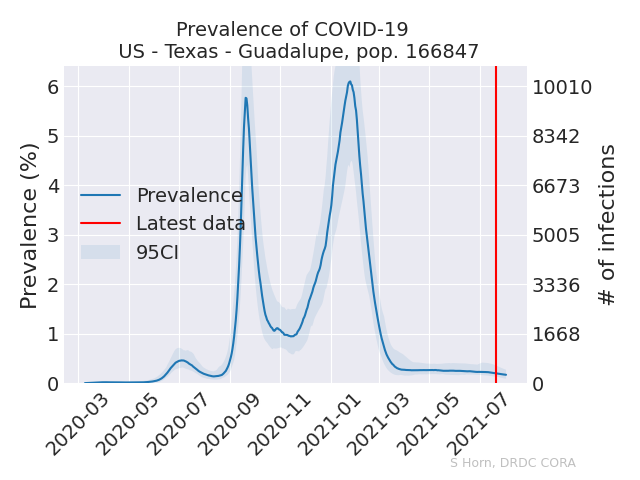 Prevalence of COVID-19
US - Texas - Guadalupe, pop. 166847
Prevalence (%)
6
5
4
3
2
1
0
Prevalence
Latest data
95CI
10010
8342
6673
5005
3336
1668
0
# of infections
2020-03
2020-05
2020-07
2020-09
2020-11
2021-01
2021-03
2021-05
2021-07
S Horn, DRDC CORA